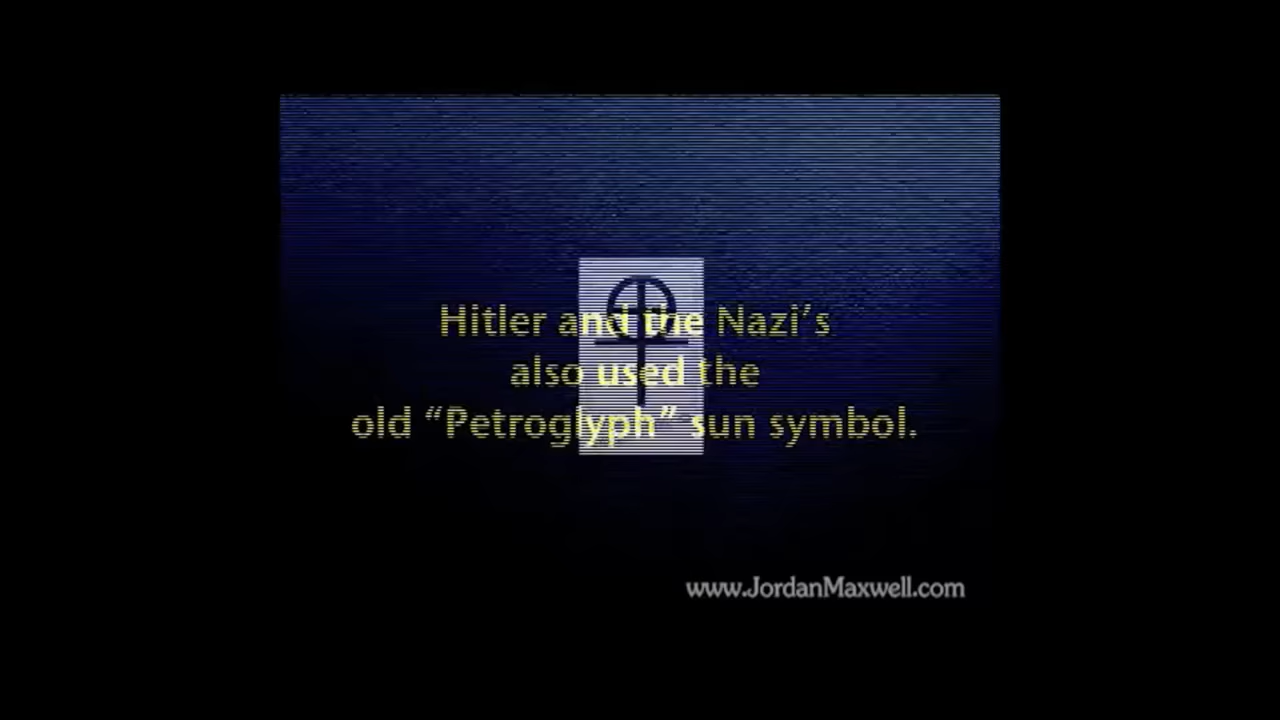 Hitler and the Nazi’s
also used the
old “Petroglyph” sun symbol.
www.JordanMaxwell.com